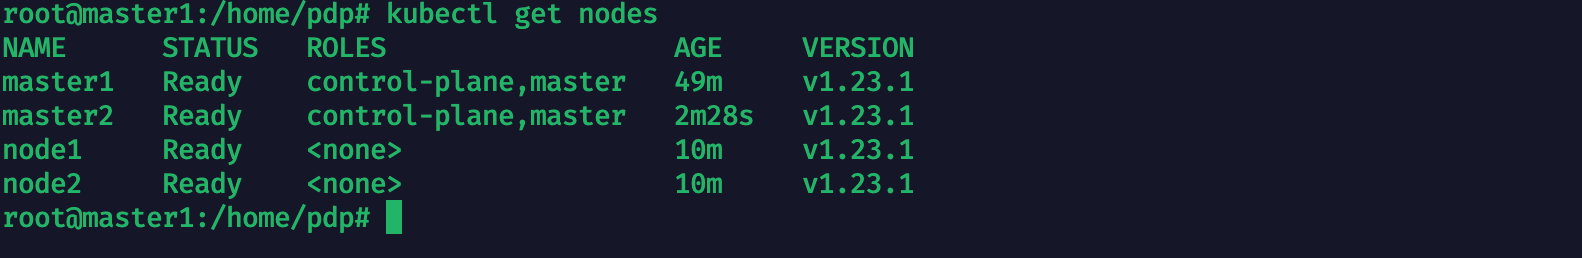 root@master1:/home/pdp# kubectl get nodes
NAME      STATUS   ROLES                  AGE     VERSION
master1   Ready    control-plane,master   49m     v1.23.1
master2   Ready    control-plane,master   2m28s   v1.23.1
node1     Ready    <none>                 10m     v1.23.1
node2     Ready    <none>                 10m     v1.23.1
root@master1:/home/pdp#